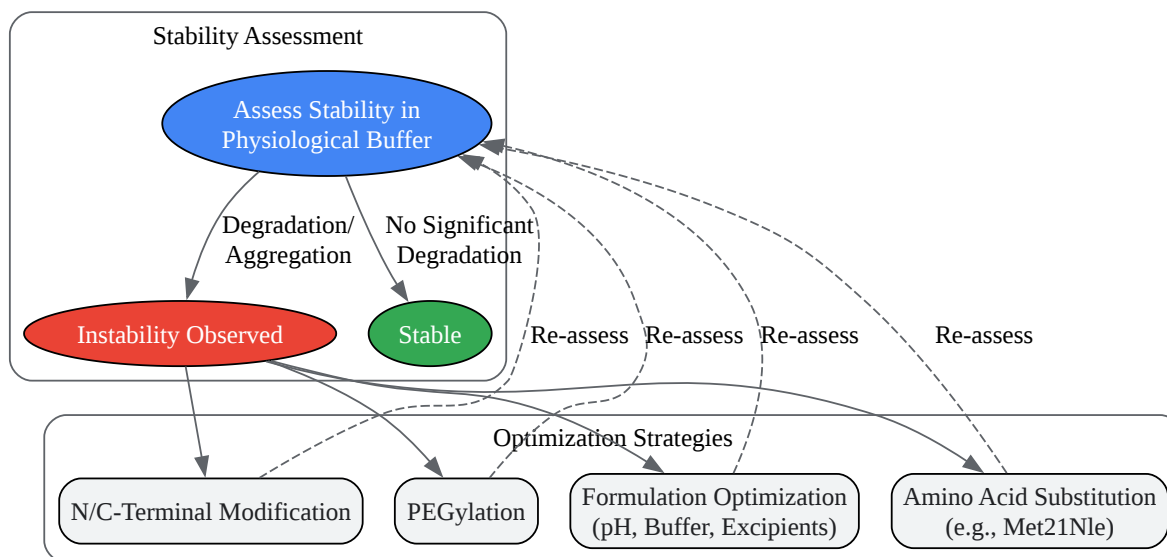 Stability Assessment
Assess Stability in
Physiological Buffer
Degradation/
Aggregation
No Significant
Degradation
Instability Observed
Stable
Re-assess
Re-assess
Re-assess
Re-assess
Optimization Strategies
N/C-Terminal Modification
PEGylation
Formulation Optimization
(pH, Buffer, Excipients)
Amino Acid Substitution
(e.g., Met21Nle)